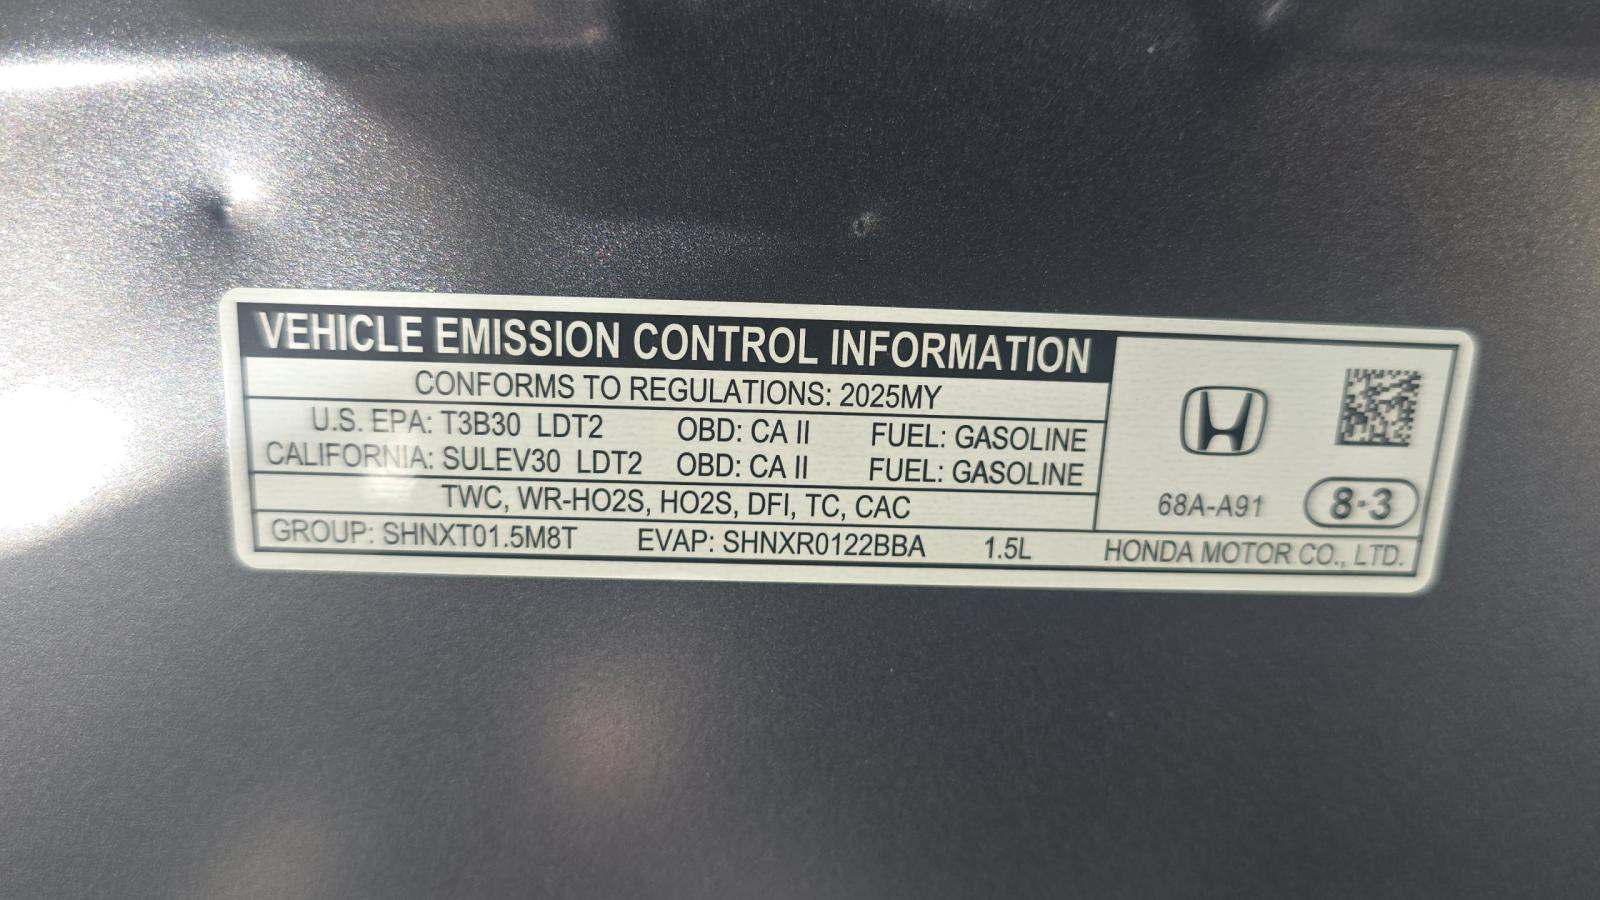 VEHICLE EMISSION CONTROL INFORMATION
CONFORMS TO REGULATIONS: 2025MY
U.S. EPA: T3B30 LDT2 OBD: CA II FUEL: GASOLINE
CALIFORNIA: SULEV30 LDT2 OBD: CA II FUEL: GASOLINE
TWC, WR-HO2S, HO2S, DFI, TC, CAC
68A-A91 8-3
GROUP: SHNXT01.5M8T EVAP: SHNXR0122BBA 1.5L HONDA MOTOR CO., LTD.